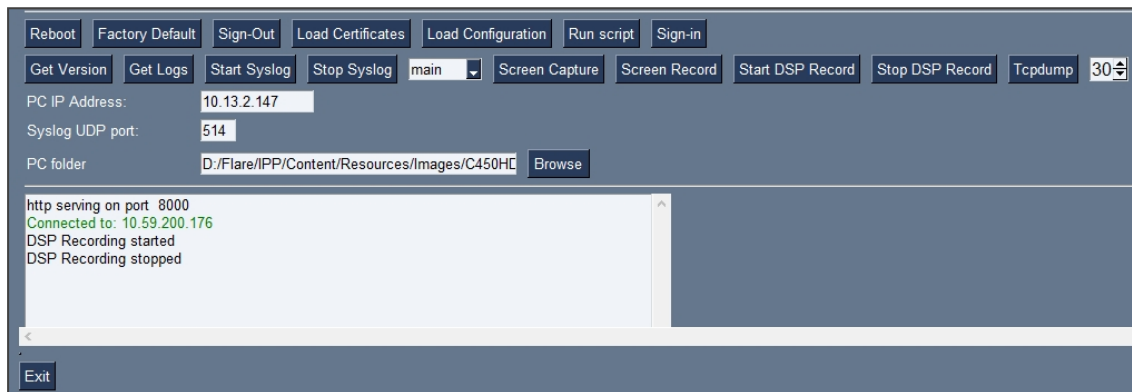 Reboot Factory Default Sign-Out Load Certificates Load Configuration Run script Sign-in
Get Version Get Logs Start Syslog Stop Syslog main Screen Capture Screen Record Start DSP Record Stop DSP Record Tcpdump 30
PC IP Address: 10.13.2.147
Syslog UDP port: 514
PC folder D:/Flare/IPP/Content/Resources/Images/C450HD Browse
http serving on port 8000
Connected to: 10.59.200.176
DSP Recording started
DSP Recording stopped
Exit